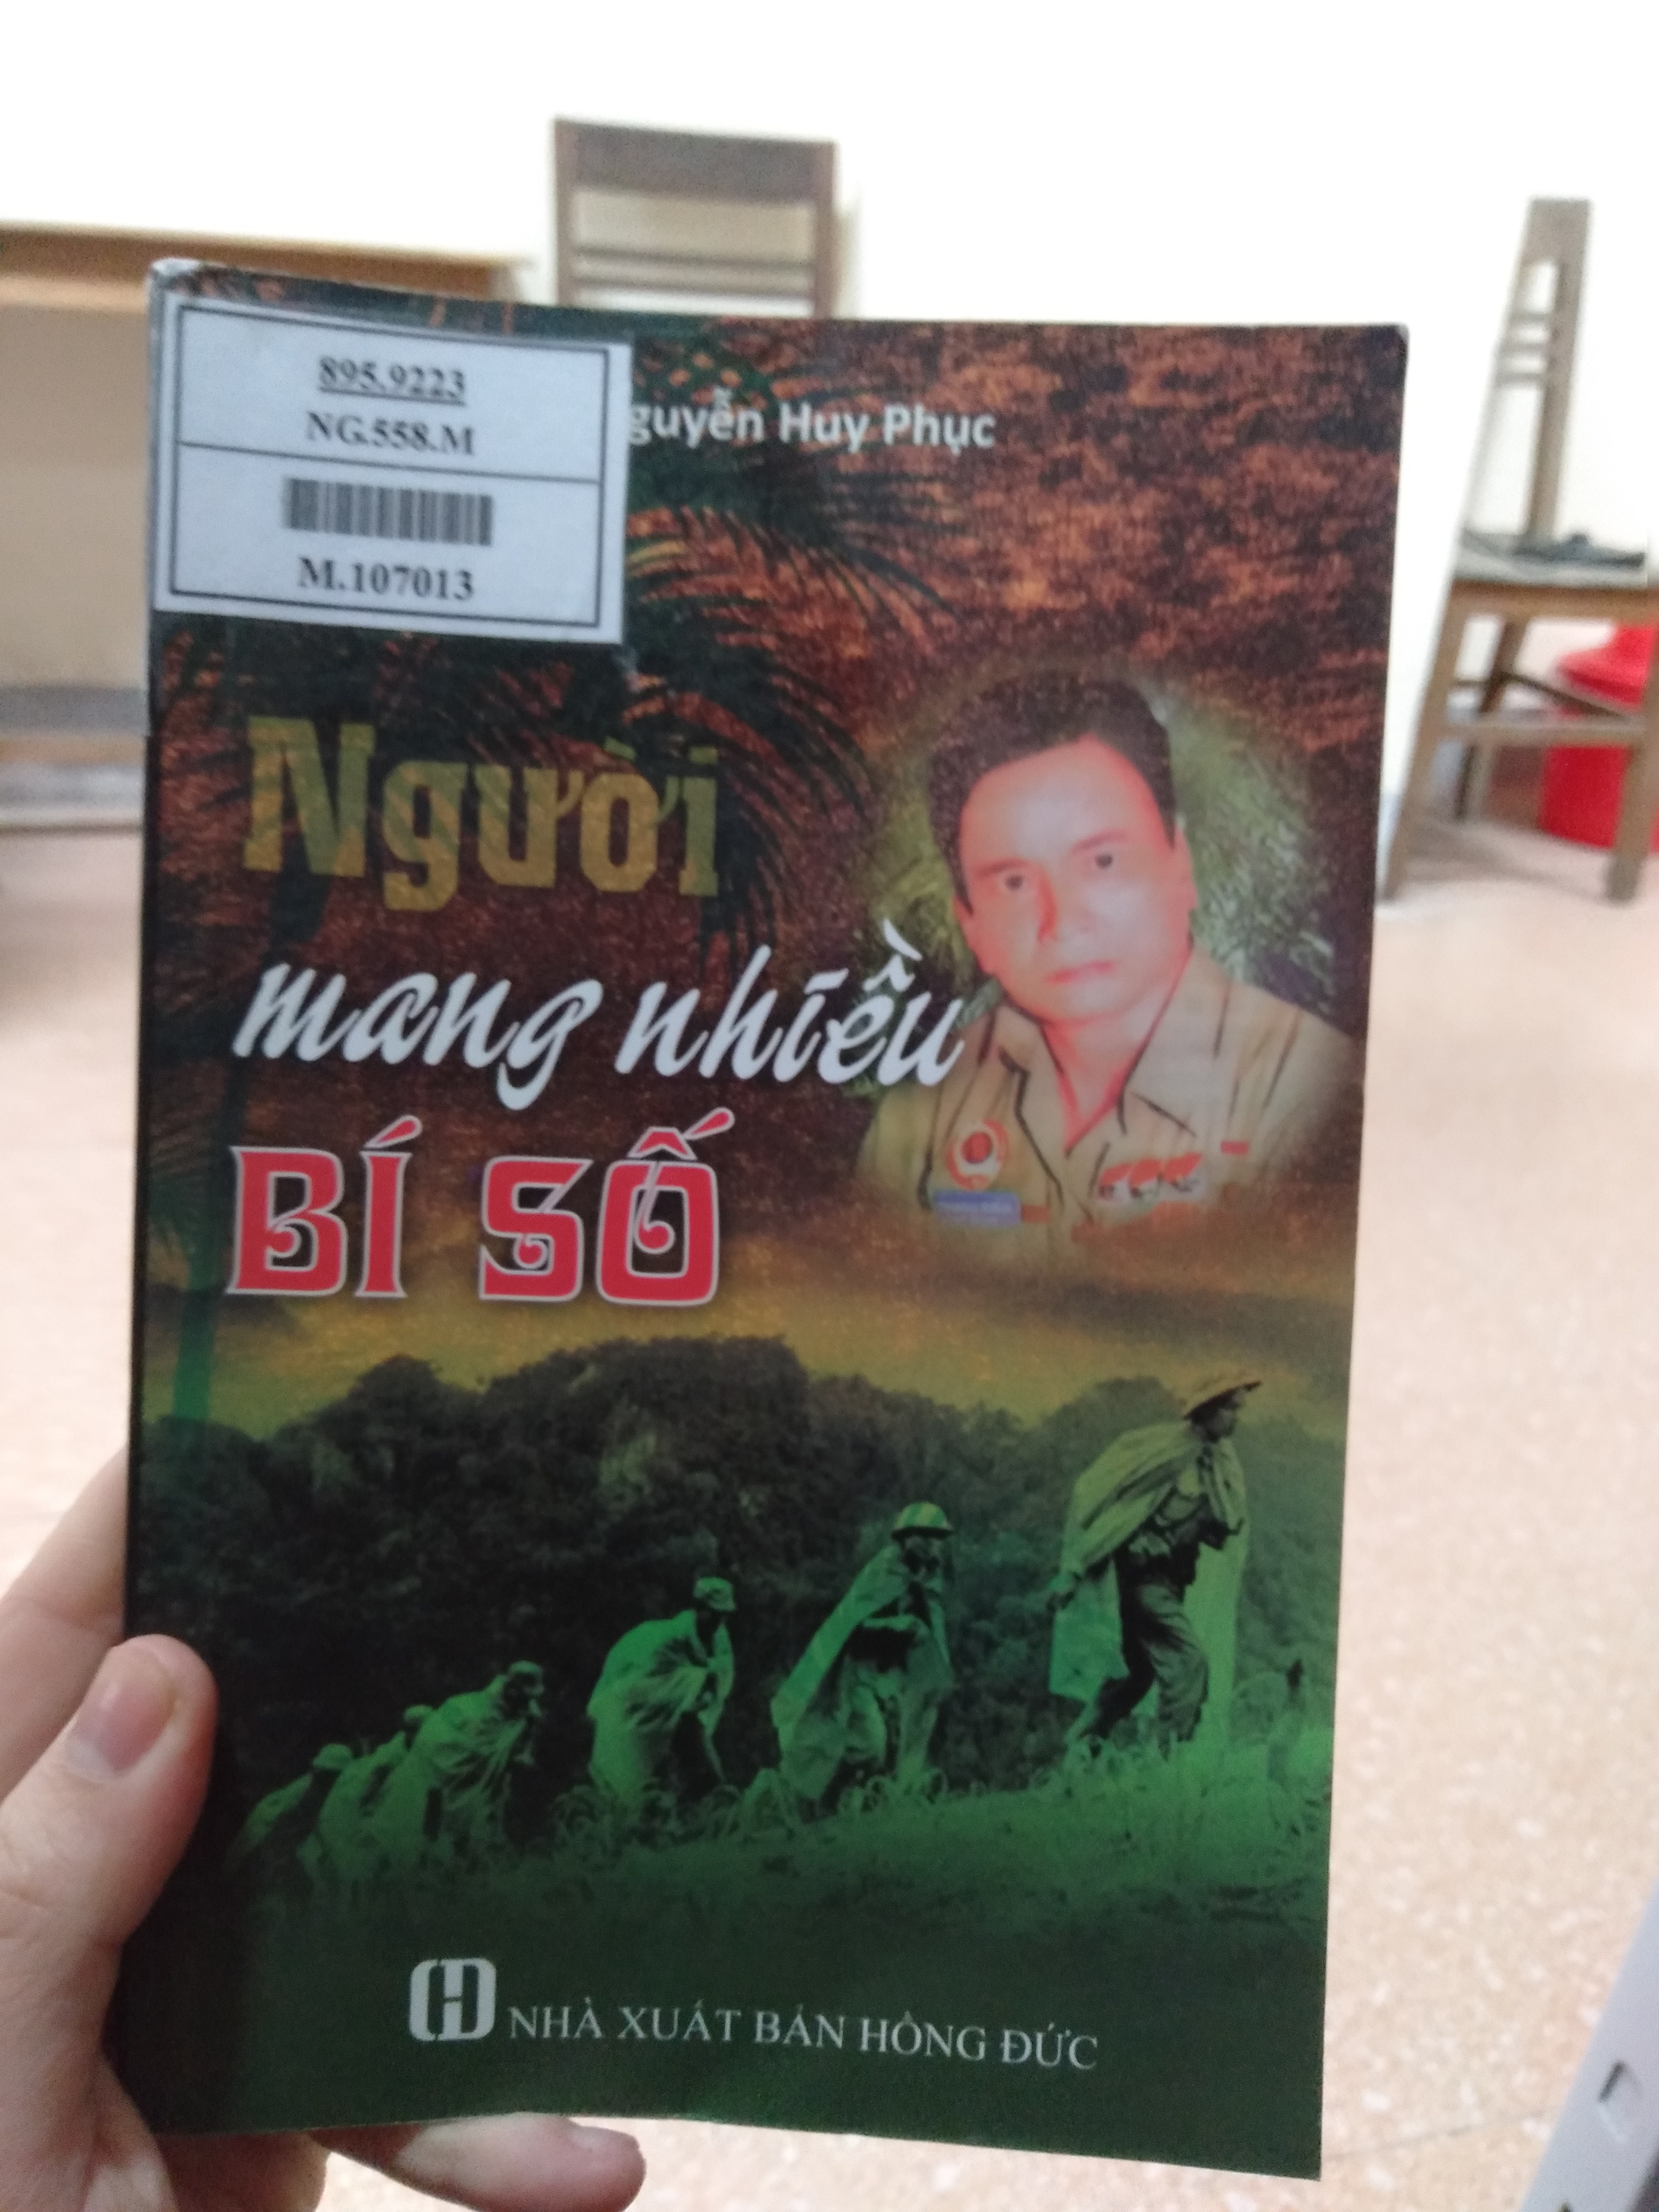 895.9223
NG.558.M
M.107013
guyễn Huy Phục
Người
mang nhiều
BÍ SỐ
NHÀ XUẤT BẢN HỒNG ĐỨC